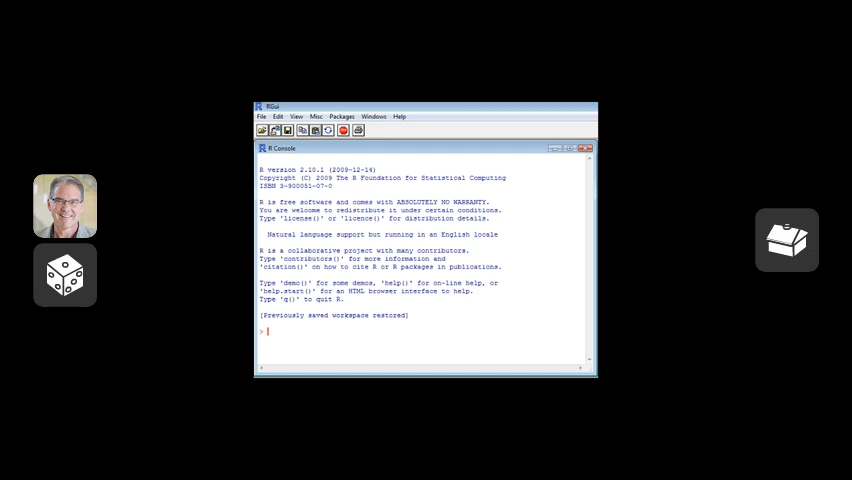 RGui
File Edit View Misc Packages Windows Help
R Console
R version 2.10.1 (2009-12-14)
Copyright (C) 2009 The R Foundation for Statistical Computing
ISBN 3-900051-07-0
R is free software and comes with ABSOLUTELY NO WARRANTY.
You are welcome to redistribute it under certain conditions.
Type 'license()' or 'licence()' for distribution details.
Natural language support but running in an English locale
R is a collaborative project with many contributors.
Type 'contributors()' for more information and
'citation()' on how to cite R or R packages in publications.
Type 'demo()' for some demos, 'help()' for on-line help, or
'help.start()' for an HTML browser interface to help.
Type 'q()' to quit R.
[Previously saved workspace restored]
>